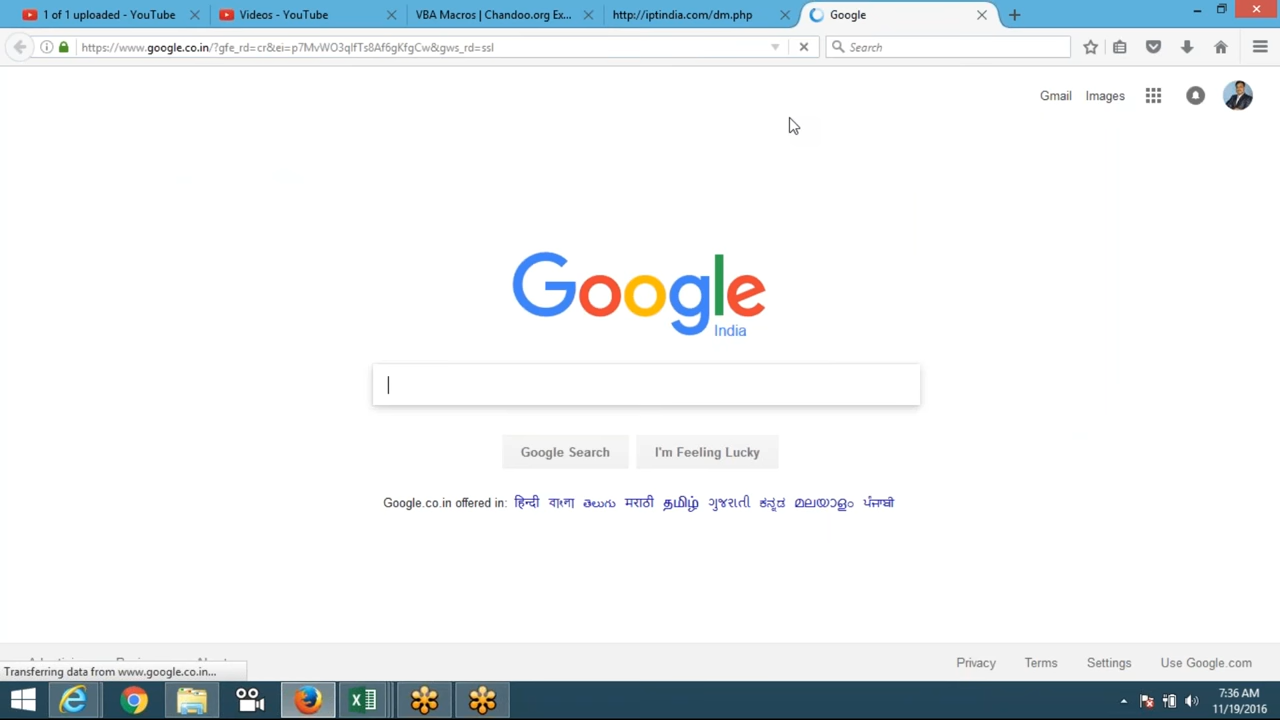 1 of 1 uploaded - YouTube
Videos - YouTube
VBA Macros | Chandoo.org Ex...
http://iptindia.com/dm.php
Google
https://www.google.co.in/?gfe_rd=cr&ei=p7MvWO3qIfTs8Af6gKfgCw&gws_rd=ssl
Search
Gmail Images
Google
India
Google Search
I'm Feeling Lucky
Google.co.in offered in: हिन्दी বাংলা తెలుగు मराठी தமிழ் ગુજરાતી ಕನ್ನಡ മലയാളം ਪੰਜਾਬੀ
Privacy Terms Settings Use Google.com
Transferring data from www.google.co.in...
7:36 AM
11/19/2016